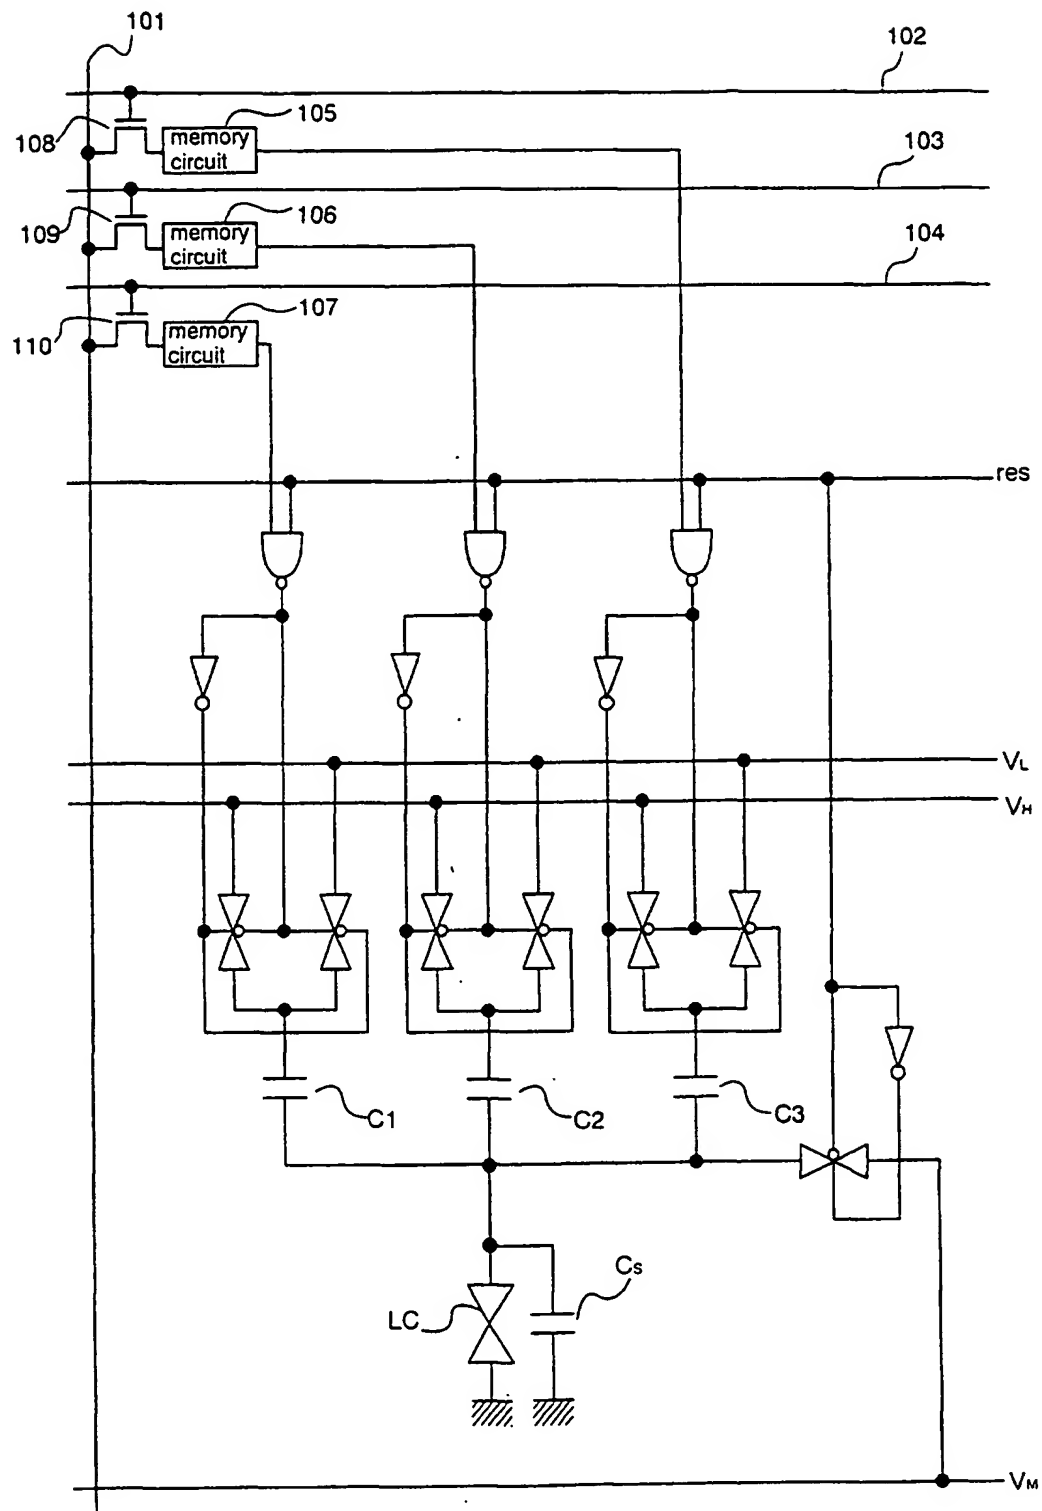 101
102
105
108
memory
circuit
103
106
109
memory
circuit
104
107
110
memory
circuit
res
VL
VH
C1
C2
C3
Cs
LC
VM